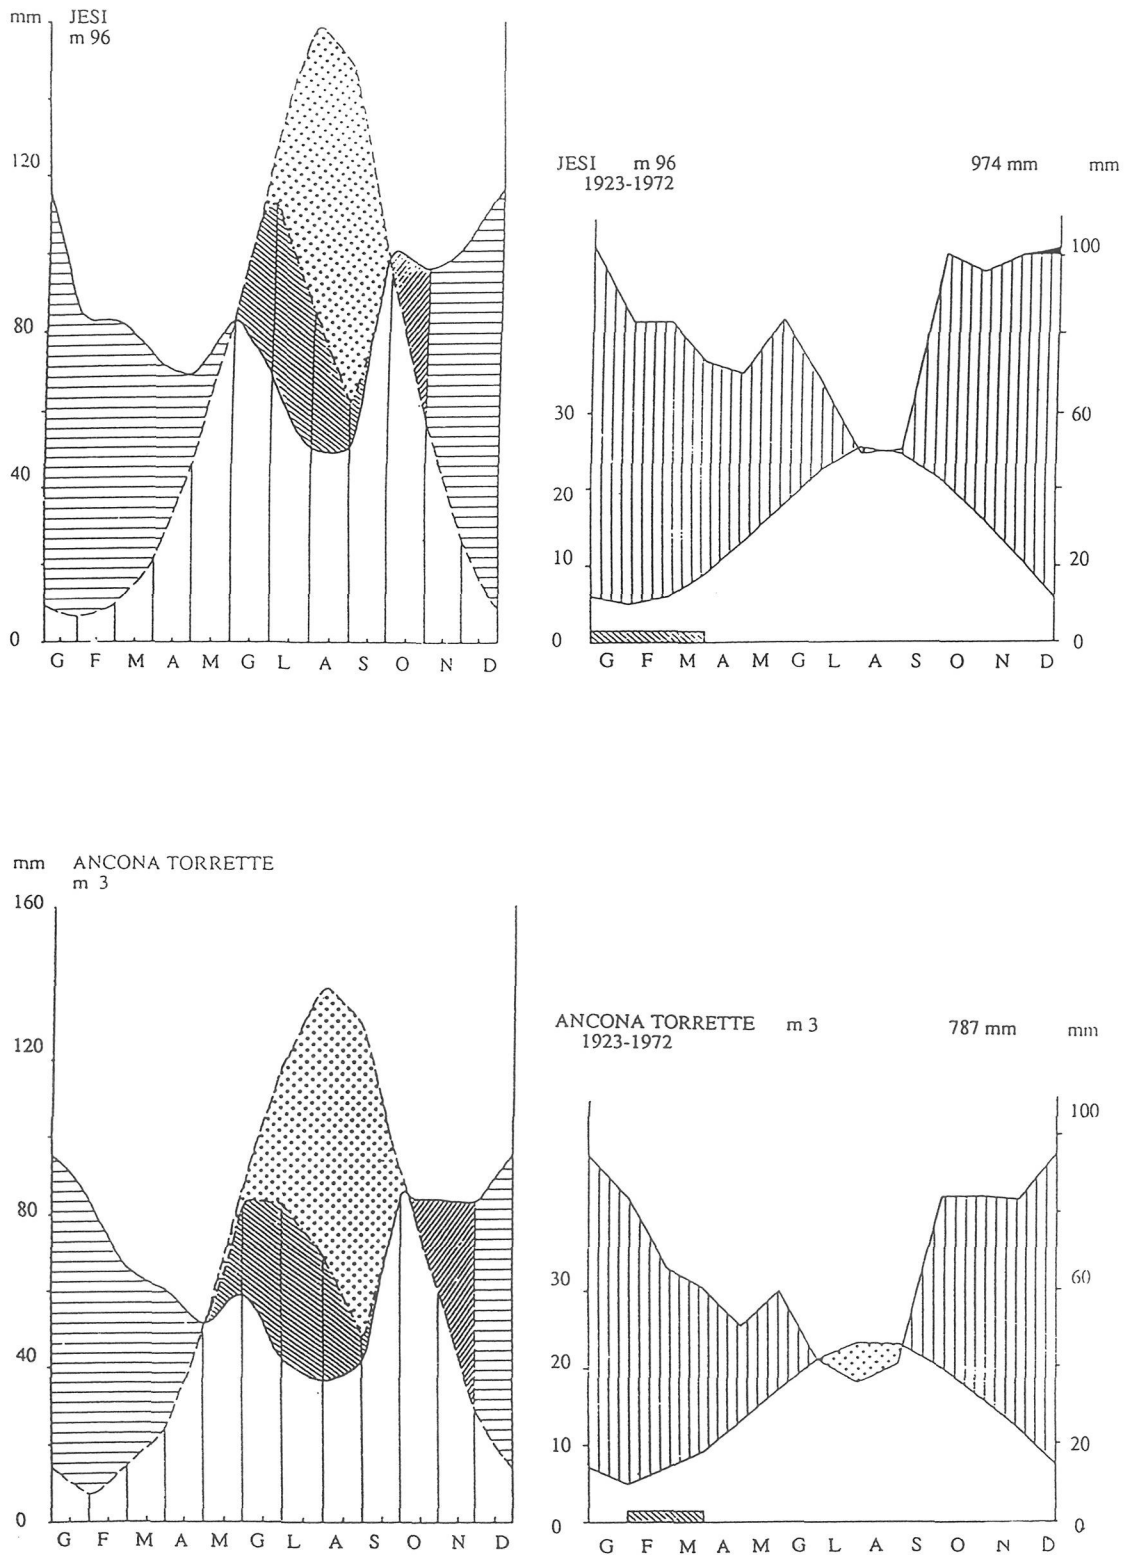 mm JESI
m 96
120
80
40
0
G F M A M G L A S O N D
JESI m 96 974 mm mm
1923-1972
100
30 60
20
10 20
0 0
G F M A M G L A S O N D
mm ANCONA TORRETTE
m 3
160
120
80
40
0
G F M A M G L A S O N D
ANCONA TORRETTE m 3 787 mm mm
1923-1972
100
30 60
20
10 20
0 0
G F M A M G L A S O N D